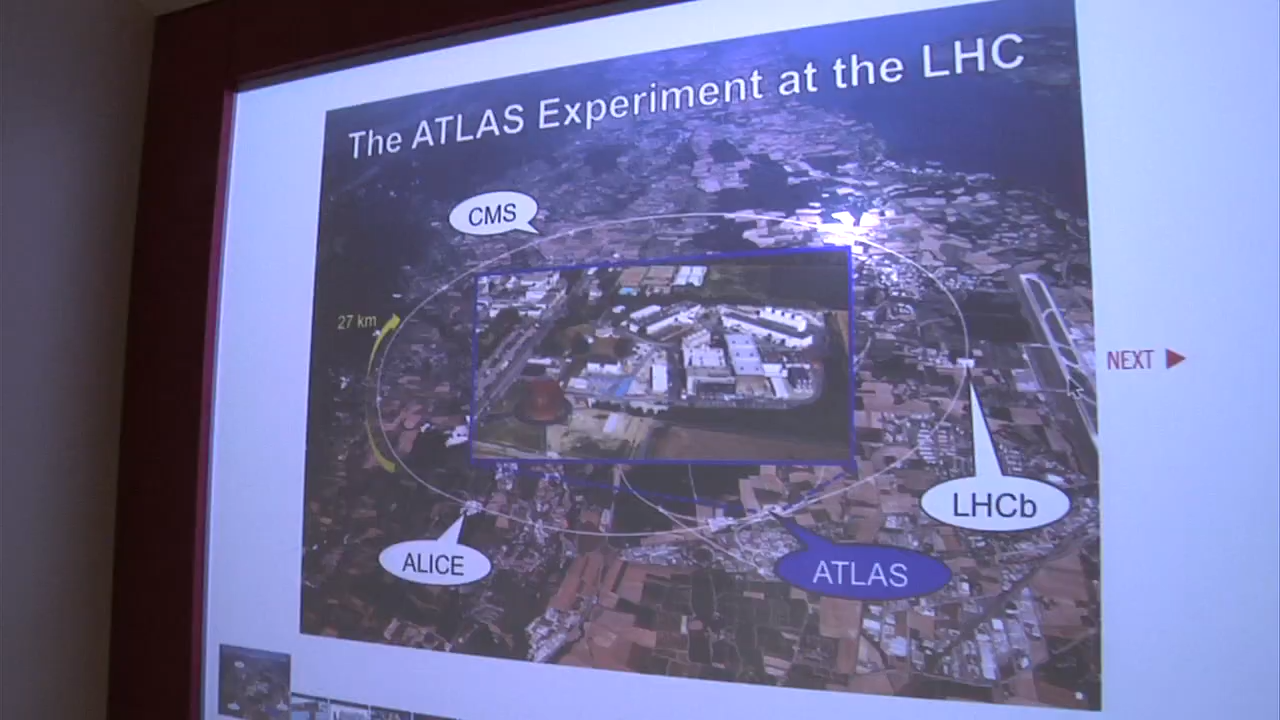 The ATLAS Experiment at the LHC
CMS
27 km
NEXT
LHCb
ALICE
ATLAS